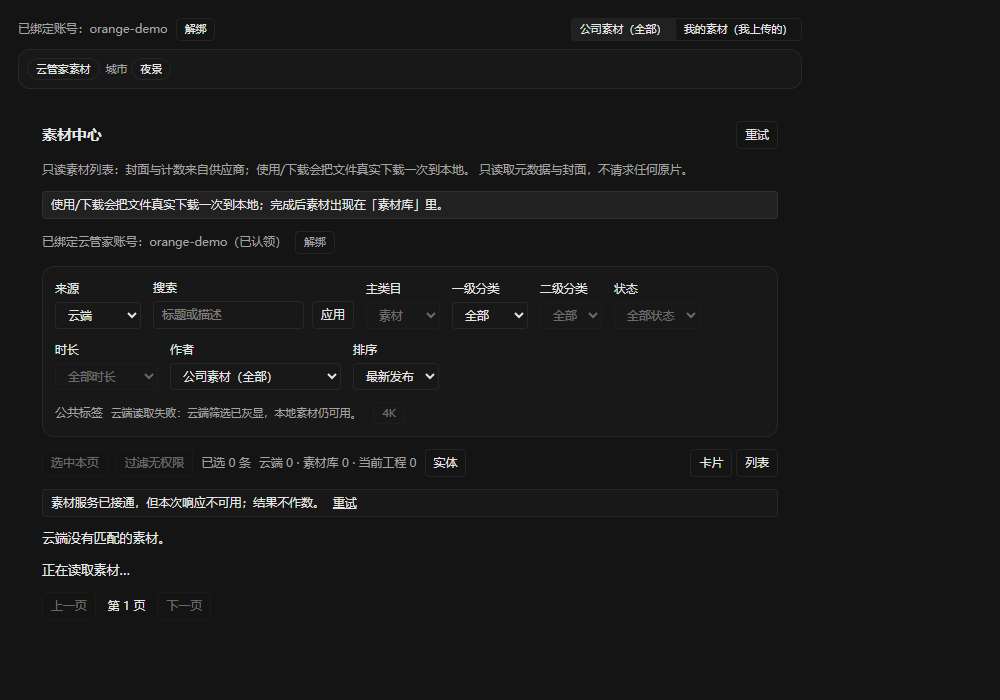 已绑定账号：orange-demo 解绑 公司素材（全部） 我的素材（我上传的）
云管家素材 城市 夜景
素材中心 重试
只读素材列表：封面与计数来自供应商；使用/下载会把文件真实下载一次到本地。 只读取元数据与封面，不请求任何原片。
使用/下载会把文件真实下载一次到本地；完成后素材出现在「素材库」里。
已绑定云管家账号：orange-demo（已认领） 解绑
来源 搜索 主类目 一级分类 二级分类 状态
云端 标题或描述 应用 素材 全部 全部 全部状态
时长 作者 排序
全部时长 公司素材（全部） 最新发布
公共标签 云端读取失败：云端筛选已灰显，本地素材仍可用。 4K
选中本页 过滤无权限 已选 0 条 云端 0 · 素材库 0 · 当前工程 0 实体 卡片 列表
素材服务已接通，但本次响应不可用；结果不作数。 重试
云端没有匹配的素材。
正在读取素材...
上一页 第 1 页 下一页